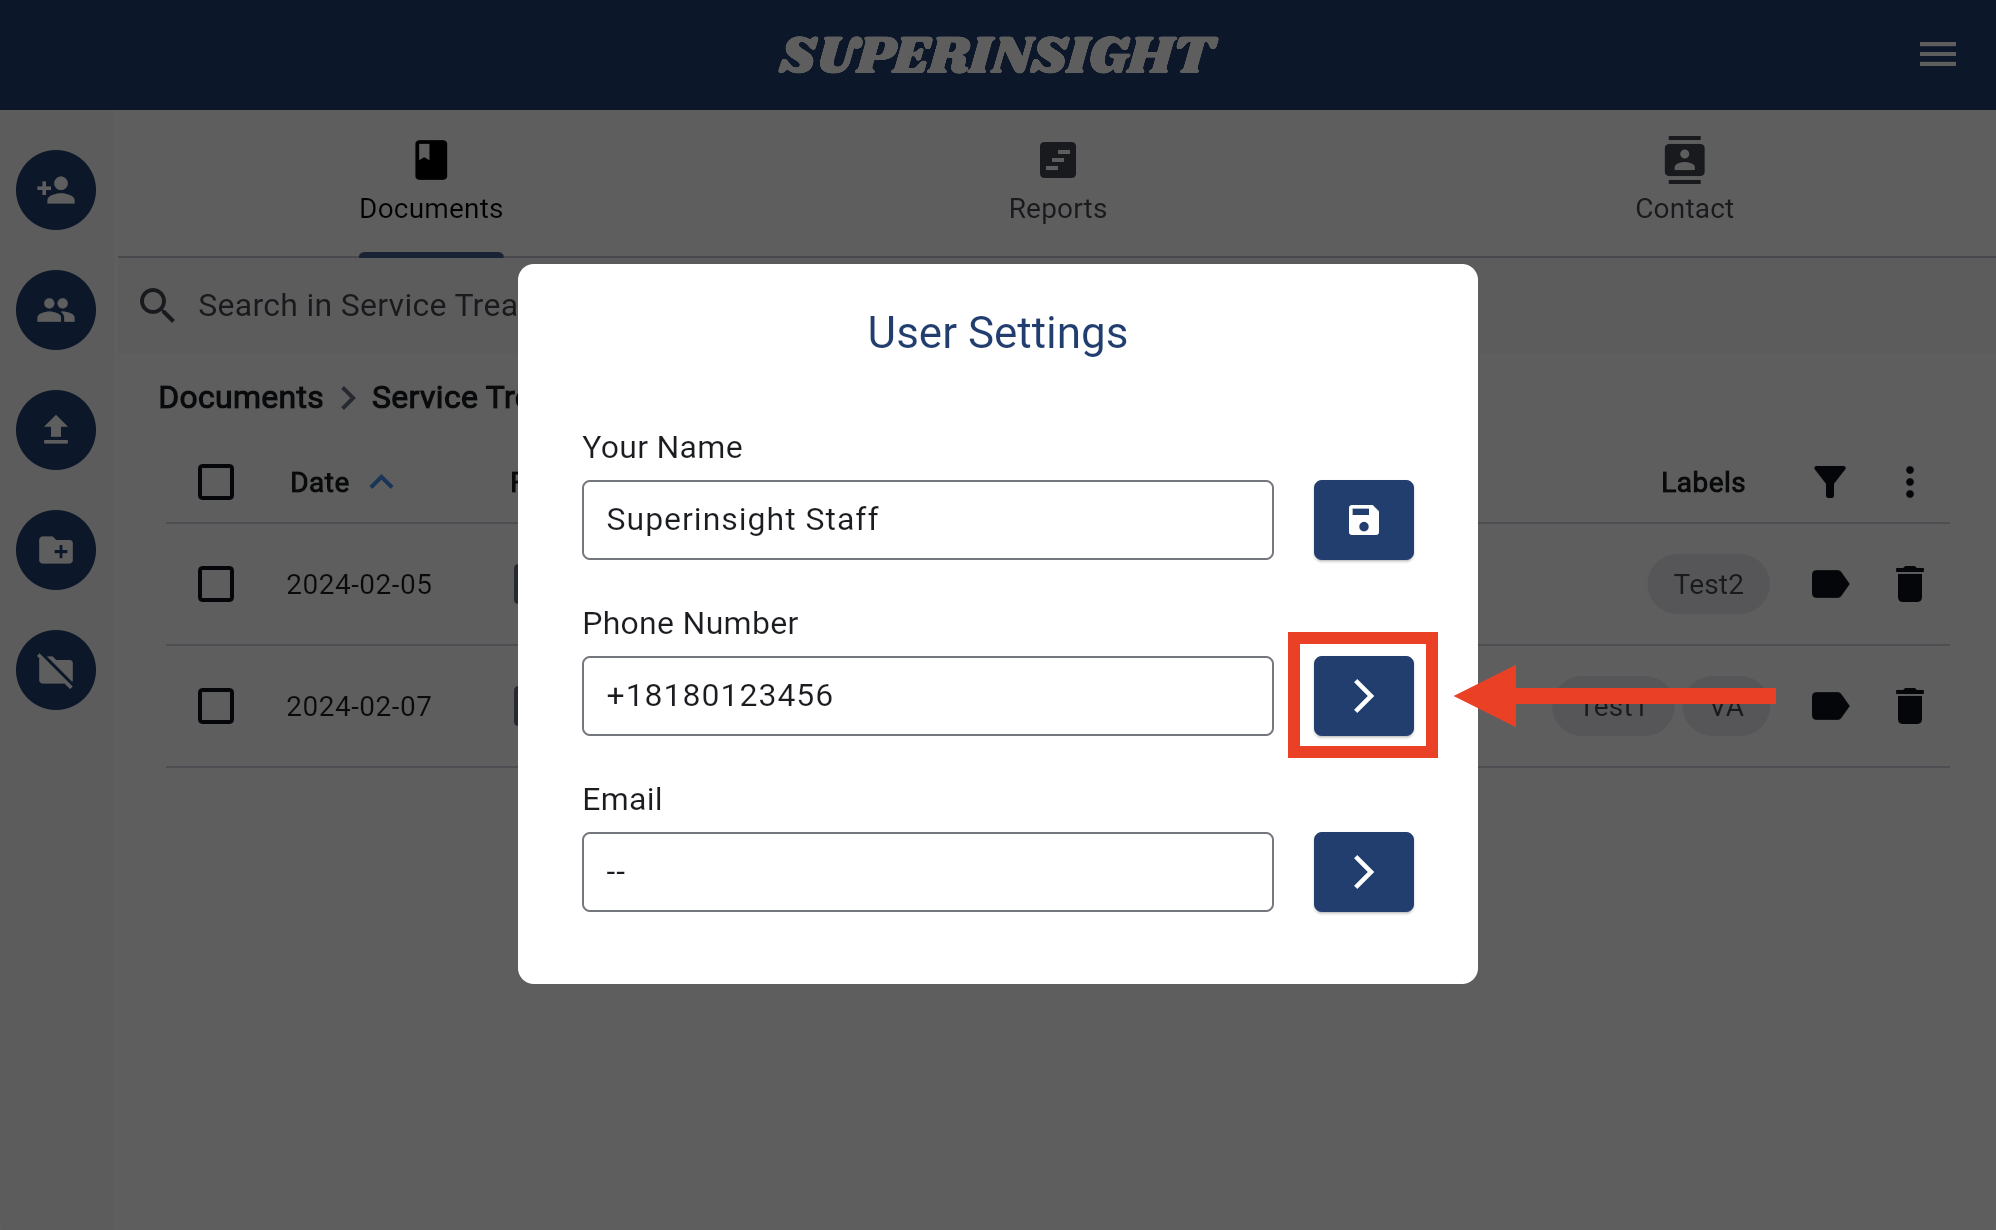 SUPERINSIGHT
Documents
Reports
Contact
Search in Service Trea
Documents > Service Tre
Date
Labels
2024-02-05
Test2
2024-02-07
Test1
VA
User Settings
Your Name
Superinsight Staff
Phone Number
+18180123456
Email
--